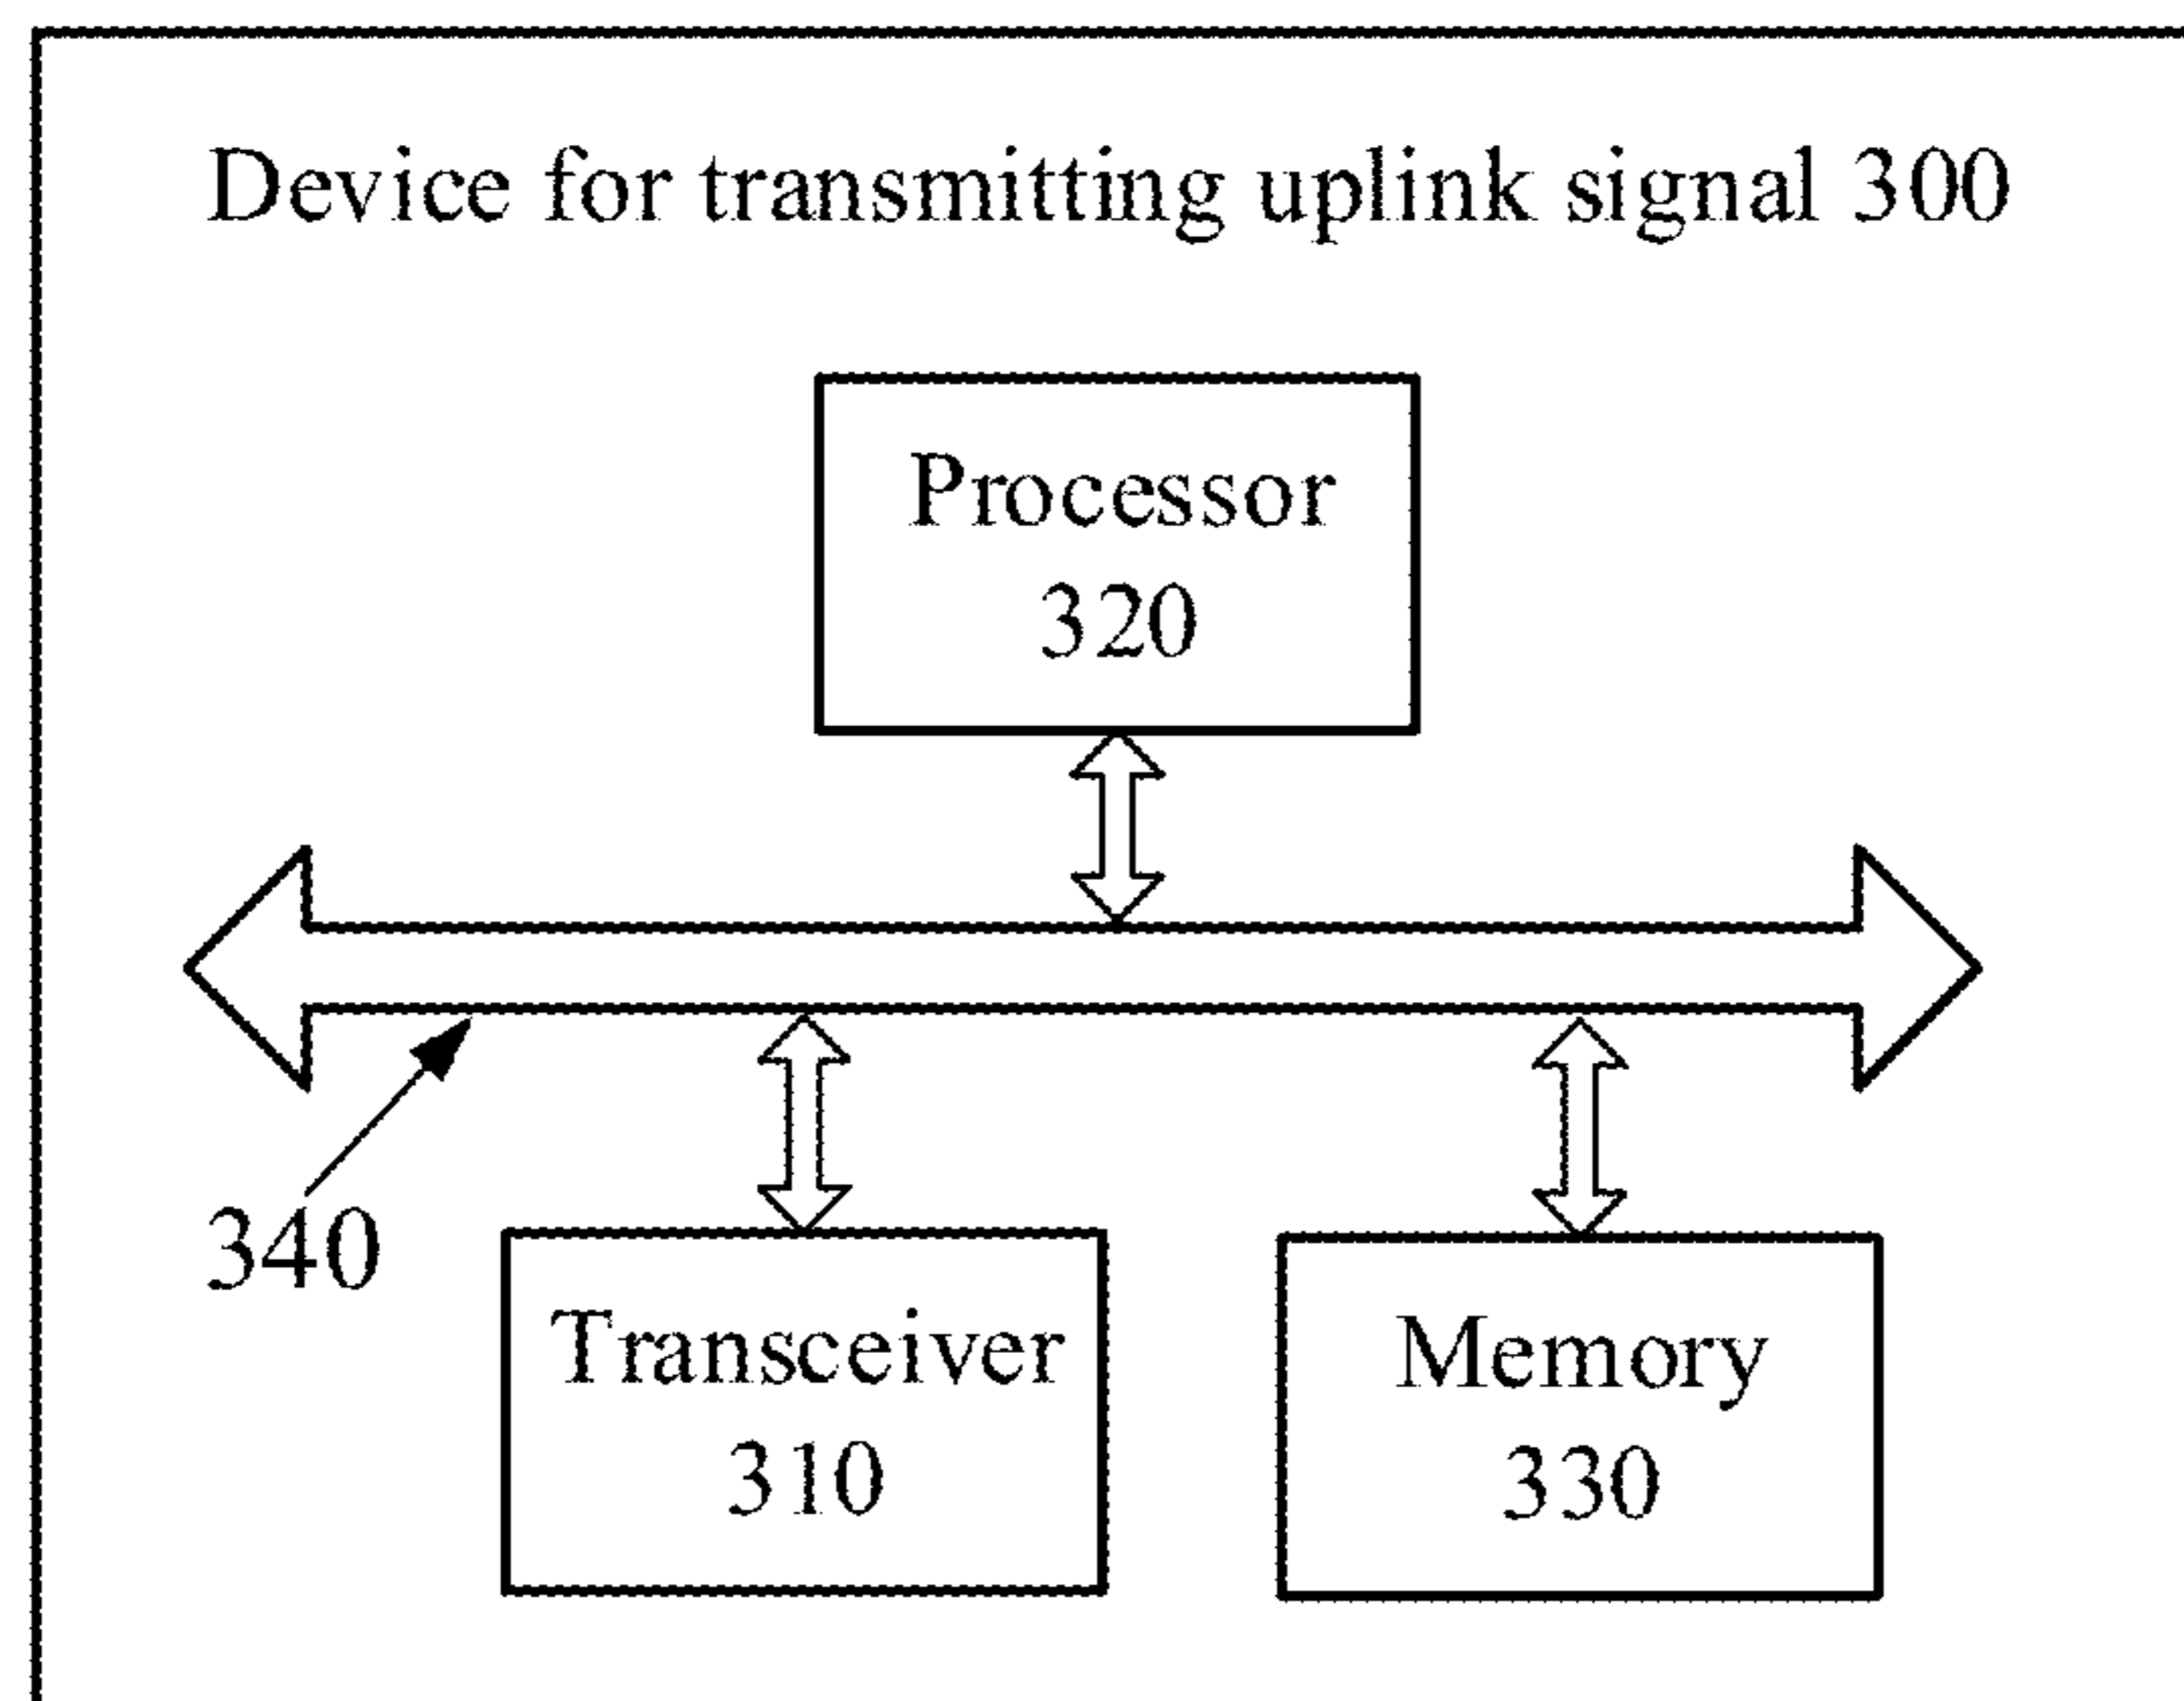 Device for transmitting uplink signal 300
Processor
320
340
Transceiver
310
Memory
330